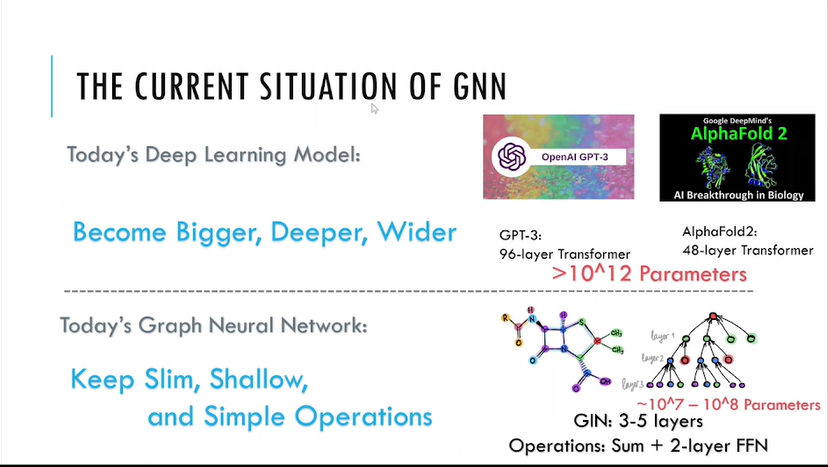 THE CURRENT SITUATION OF GNN
Today's Deep Learning Model:
Become Bigger, Deeper, Wider
OpenAI GPT-3
Google DeepMind's
AlphaFold 2
AI Breakthrough in Biology
GPT-3:
96-layer Transformer
AlphaFold2:
48-layer Transformer
>10^12 Parameters
Today's Graph Neural Network:
Keep Slim, Shallow,
and Simple Operations
R
H
N
O
H
S
CH3
CH3
N
O
O
OH
layer 1
layer 2
layer 3
~10^7 – 10^8 Parameters
GIN: 3-5 layers
Operations: Sum + 2-layer FFN